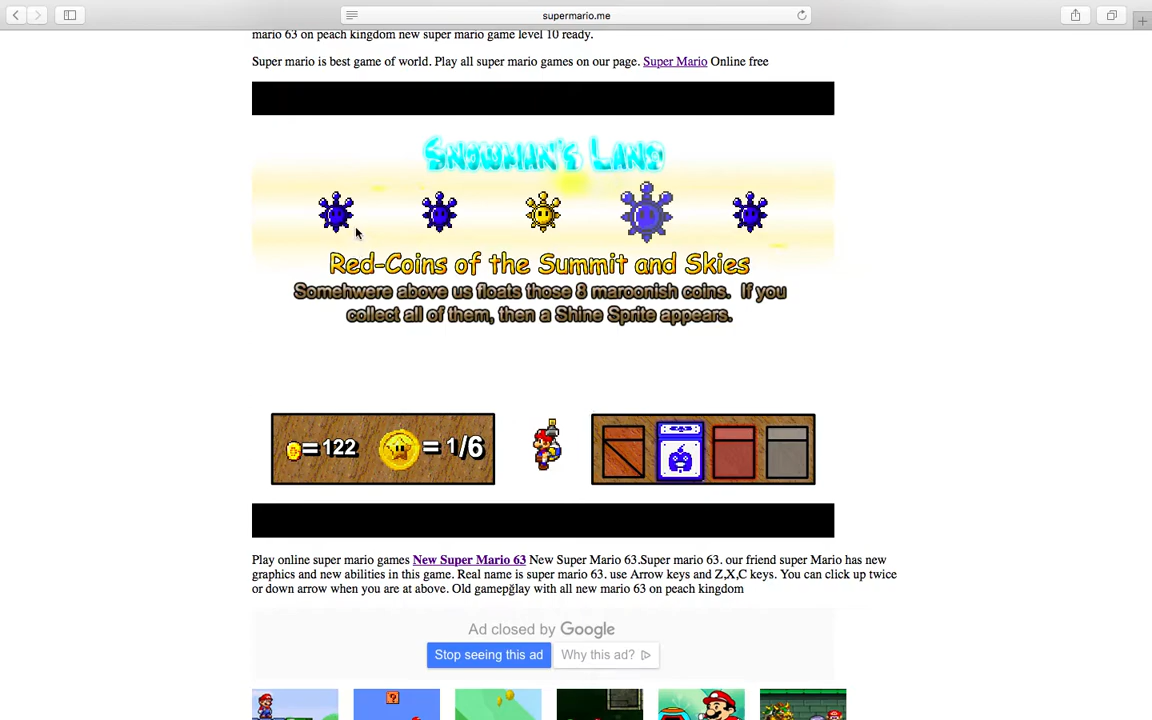 supermario.me
mario 63 on peach kingdom new super mario game level 10 ready.
Super mario is best game of world. Play all super mario games on our page. Super Mario Online free
Snowman's Land
Red-Coins of the Summit and Skies
Somehwere above us floats those 8 maroonish coins. If you
collect all of them, then a Shine Sprite appears.
=122 = 1/6
Play online super mario games New Super Mario 63 New Super Mario 63.Super mario 63. our friend super Mario has new
graphics and new abilities in this game. Real name is super mario 63. use Arrow keys and Z,X,C keys. You can click up twice
or down arrow when you are at above. Old gamepğlay with all new mario 63 on peach kingdom
Ad closed by Google
Stop seeing this ad Why this ad?